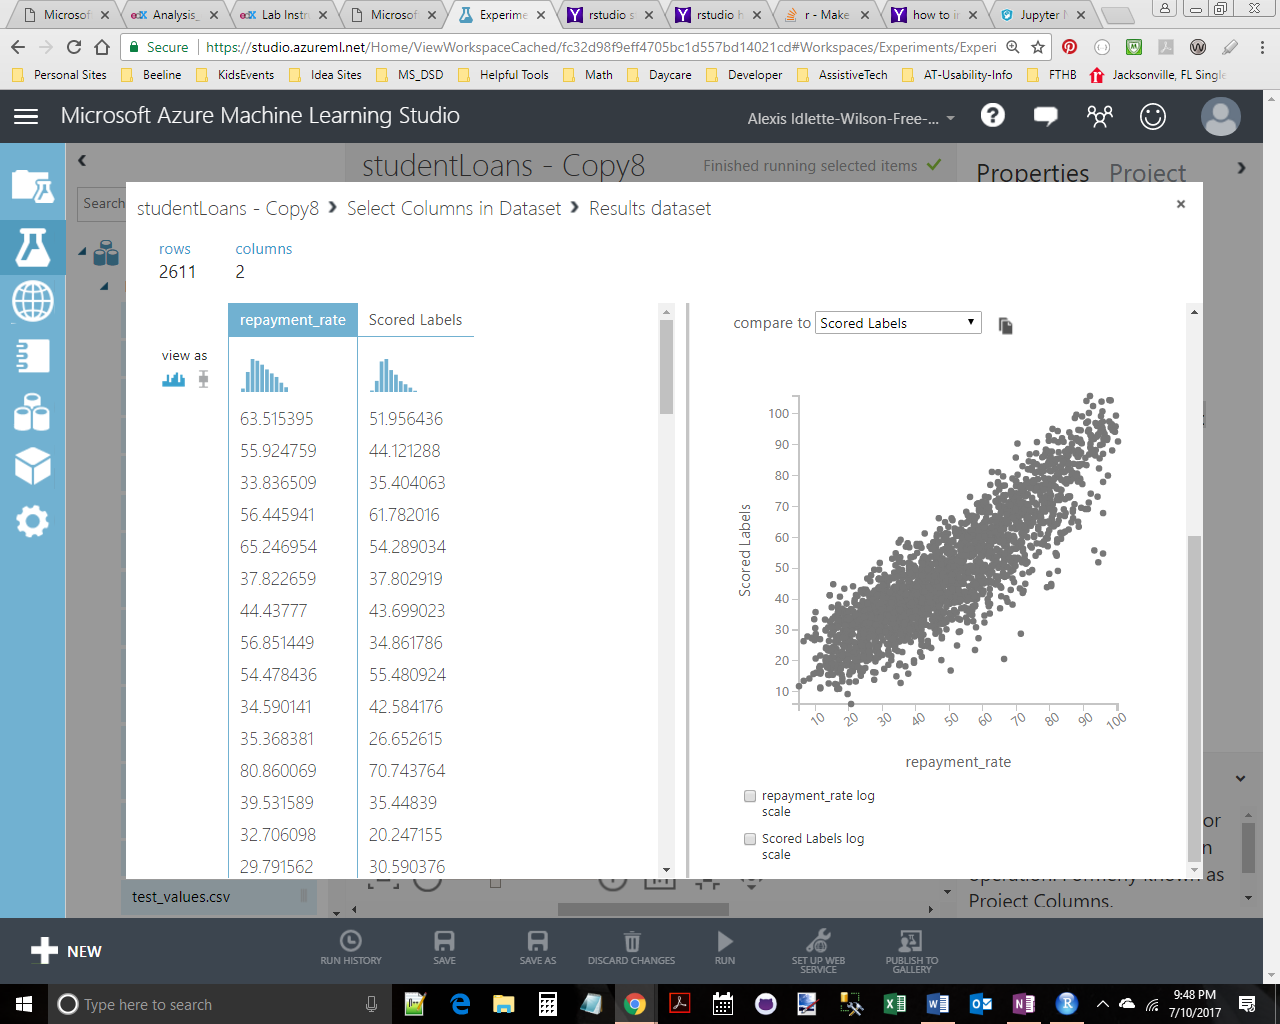 Microsof
Analysis_
Lab Instr
Microsof
Experime
rstudio s
rstudio h
r - Make
how to i
Jupyter
Secure
https://studio.azureml.net/Home/ViewWorkspaceCached/fc32d98f9eff4705bc1d557bd14021cd#Workspaces/Experiments/Experi
Personal Sites
Beeline
KidsEvents
Idea Sites
MS_DSD
Helpful Tools
Math
Daycare
Developer
AssistiveTech
AT-Usability-Info
FTHB
Jacksonville, FL Single
Microsoft Azure Machine Learning Studio
Alexis Idlette-Wilson-Free-...
studentLoans - Copy8
Finished running selected items
Properties Project
Search
studentLoans - Copy8 > Select Columns in Dataset > Results dataset
rows
columns
2611
2
repayment_rate
Scored Labels
view as
63.515395 51.956436
55.924759 44.121288
33.836509 35.404063
56.445941 61.782016
65.246954 54.289034
37.822659 37.802919
44.43777 43.699023
56.851449 34.861786
54.478436 55.480924
34.590141 42.584176
35.368381 26.652615
80.860069 70.743764
39.531589 35.44839
32.706098 20.247155
29.791562 30.590376
compare to Scored Labels
100
90
80
70
60
50
40
30
20
10
Scored Labels
10 20 30 40 50 60 70 80 90 100
repayment_rate
repayment_rate log
scale
Scored Labels log
scale
or
n
as
Project Columns.
test_values.csv
NEW
RUN HISTORY
SAVE
SAVE AS
DISCARD CHANGES
RUN
SET UP WEB
SERVICE
PUBLISH TO
GALLERY
Type here to search
9:48 PM
7/10/2017